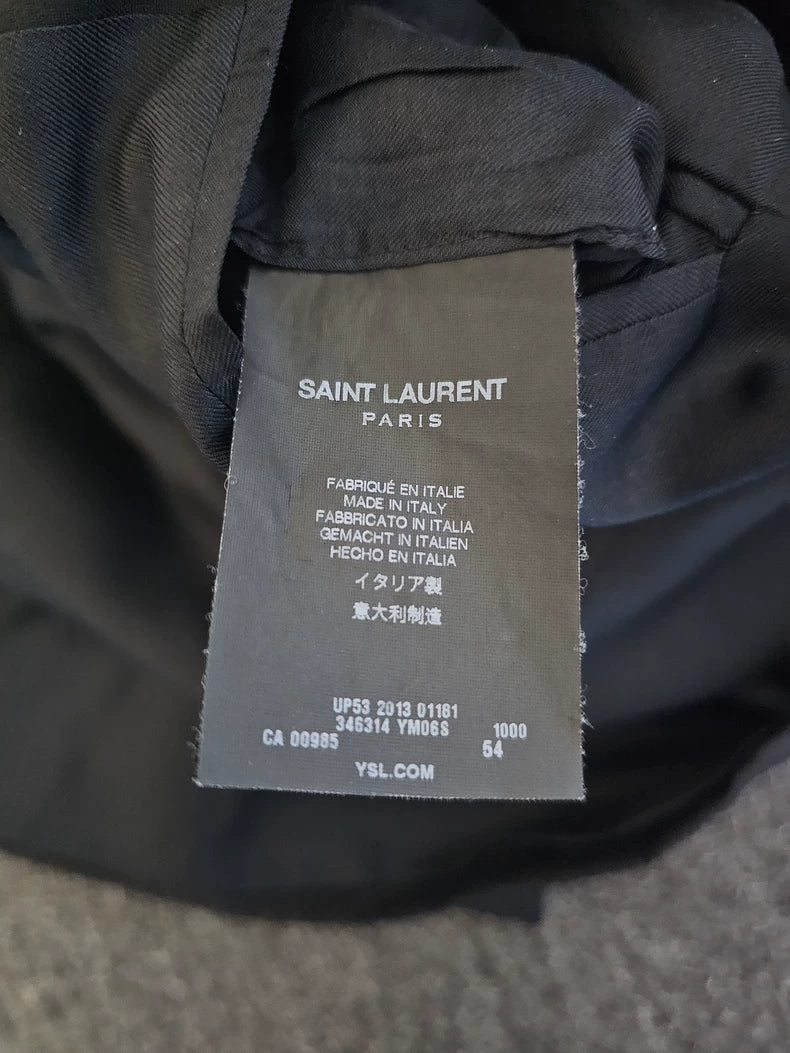 SAINT LAURENT
PARIS
FABRIQUÉ EN ITALIE
MADE IN ITALY
FABBRICATO IN ITALIA
GEMACHT IN ITALIEN
HECHO EN ITALIA
イタリア製
意大利制造
UP53 2013 01181
346314 YM06S 1000
CA 00985 54
YSL.COM